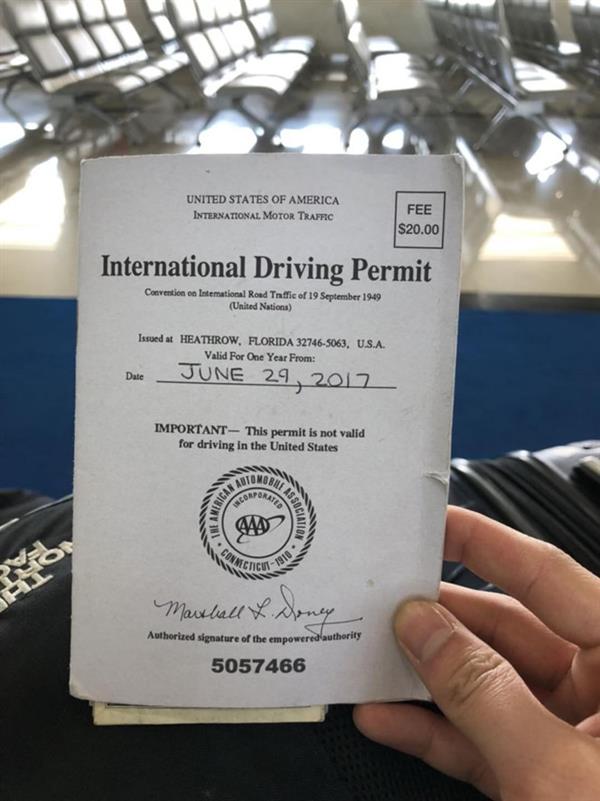 UNITED STATES OF AMERICA
INTERNATIONAL MOTOR TRAFFIC
FEE
$20.00
International Driving Permit
Convention on International Road Traffic of 19 September 1949
(United Nations)
Issued at HEATHROW, FLORIDA 32746-5063, U.S.A.
Valid For One Year From:
Date JUNE 29, 2017
IMPORTANT— This permit is not valid
for driving in the United States
THE AMERICAN AUTOMOBILE ASSOCIATION
INCORPORATED
AAA
CONNECTICUT-1910
Marshall L. Doney
Authorized signature of the empowered authority
5057466
THE
NORTH
FACE